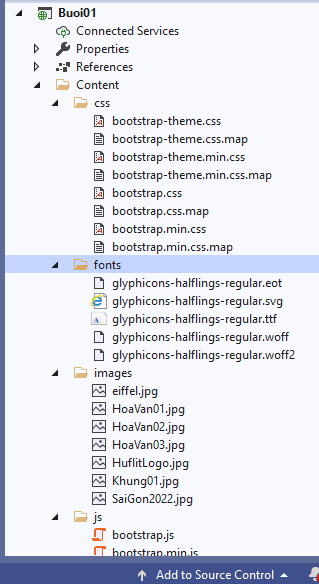 Buoi01
Connected Services
Properties
References
Content
css
bootstrap-theme.css
bootstrap-theme.css.map
bootstrap-theme.min.css
bootstrap-theme.min.css.map
bootstrap.css
bootstrap.css.map
bootstrap.min.css
bootstrap.min.css.map
fonts
glyphicons-halflings-regular.eot
glyphicons-halflings-regular.svg
glyphicons-halflings-regular.ttf
glyphicons-halflings-regular.woff
glyphicons-halflings-regular.woff2
images
eiffel.jpg
HoaVan01.jpg
HoaVan02.jpg
HoaVan03.jpg
HuflitLogo.jpg
Khung01.jpg
SaiGon2022.jpg
js
bootstrap.js
bootstrap.min.js
Add to Source Control